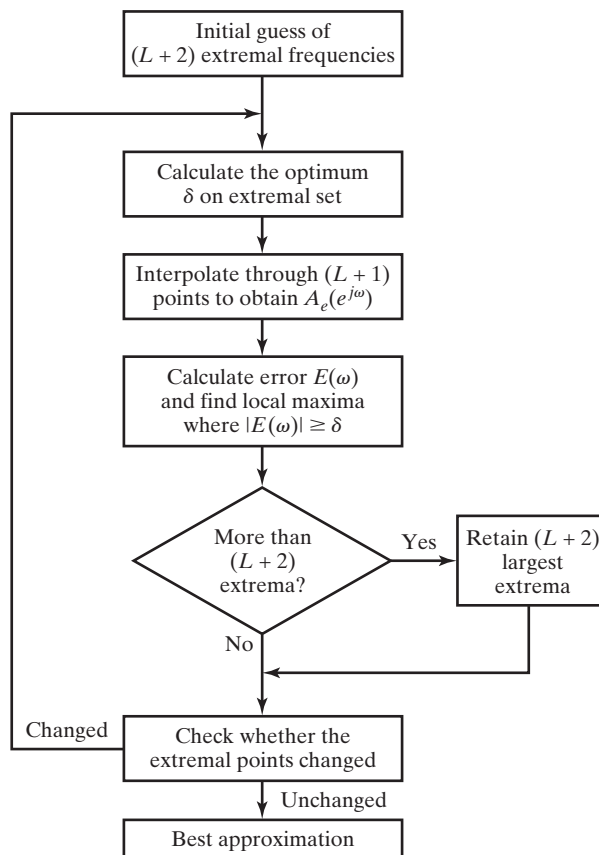 Initial guess of
(L + 2) extremal frequencies
Calculate the optimum
δ on extremal set
Interpolate through (L + 1)
points to obtain Aₑ(e^{jω})
Calculate error E(ω)
and find local maxima
where |E(ω)| ≥ δ
More than
(L + 2)
extrema?
Yes
Retain (L + 2)
largest
extrema
No
Changed
Check whether the
extremal points changed
Unchanged
Best approximation